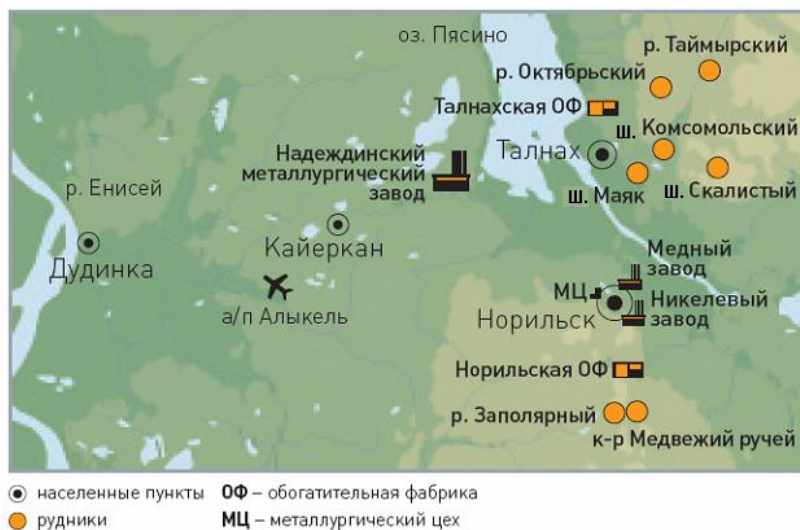 оз. Пясино
р. Таймырский
р. Октябрьский
Талнахская ОФ
ш. Комсомольский
Талнах
Надеждинский
металлургический
завод
р. Енисей
ш. Маяк
ш. Скалистый
Кайеркан
Дудинка
Медный
завод
МЦ
а/п Алыкель
Норильск
Никелевый
завод
Норильская ОФ
р. Заполярный
к-р Медвежий ручей
населенные пункты
ОФ – обогатительная фабрика
рудники
МЦ – металлургический цех